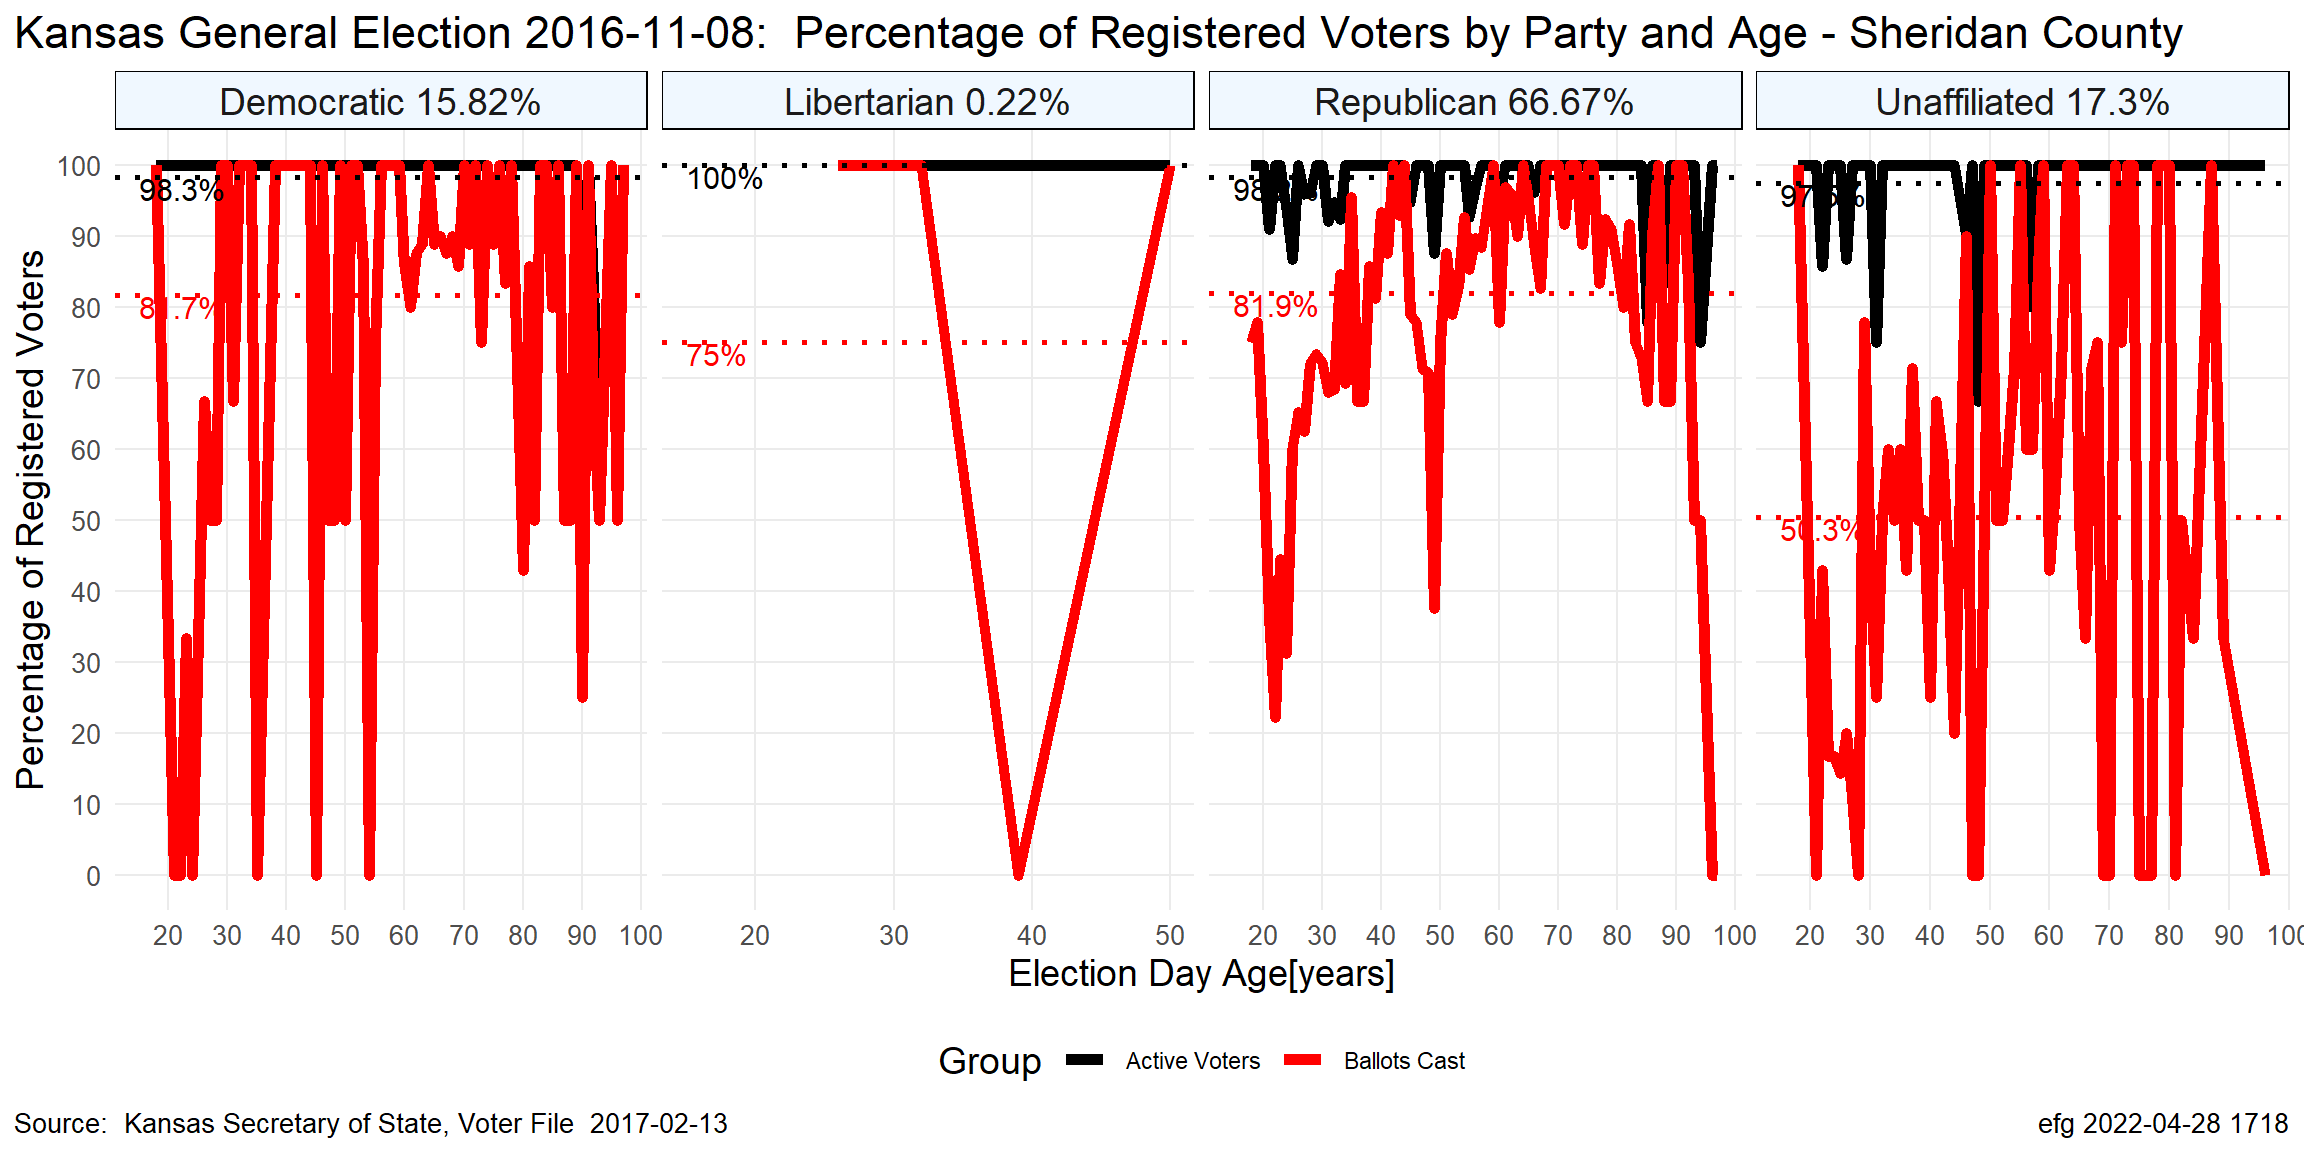 Kansas General Election 2016-11-08:  Percentage of Registered Voters by Party and Age - Sheridan County
Democratic 15.82%
Libertarian 0.22%
Republican 66.67%
Unaffiliated 17.3%
Percentage of Registered Voters
100
90
80
70
60
50
40
30
20
10
0
98.3%
81.7%
100%
75%
81.9%
50.3%
20 30 40 50 60 70 80 90 100
20 30 40 50
20 30 40 50 60 70 80 90 100
20 30 40 50 60 70 80 90 100
Election Day Age[years]
Group Active Voters Ballots Cast
Source:  Kansas Secretary of State, Voter File  2017-02-13
efg 2022-04-28 1718